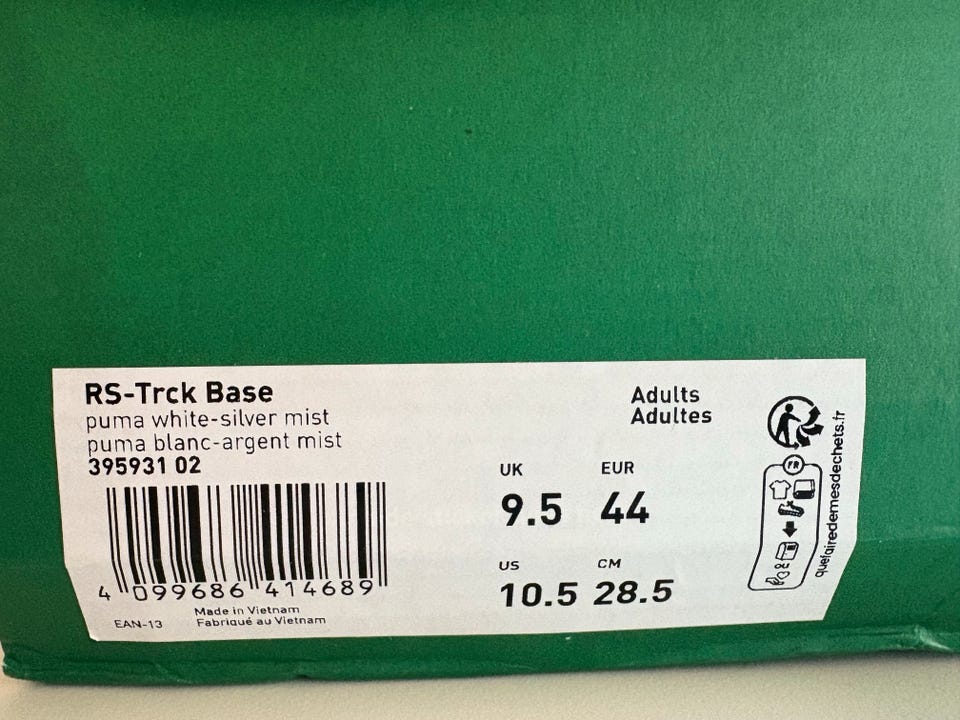 RS-Trck Base
puma white-silver mist
puma blanc-argent mist
395931 02
4 099686 414689
EAN-13
Made in Vietnam
Fabriqué au Vietnam
Adults
Adultes
UK EUR
9.5 44
US CM
10.5 28.5
FR
quefairedemesdechets.fr